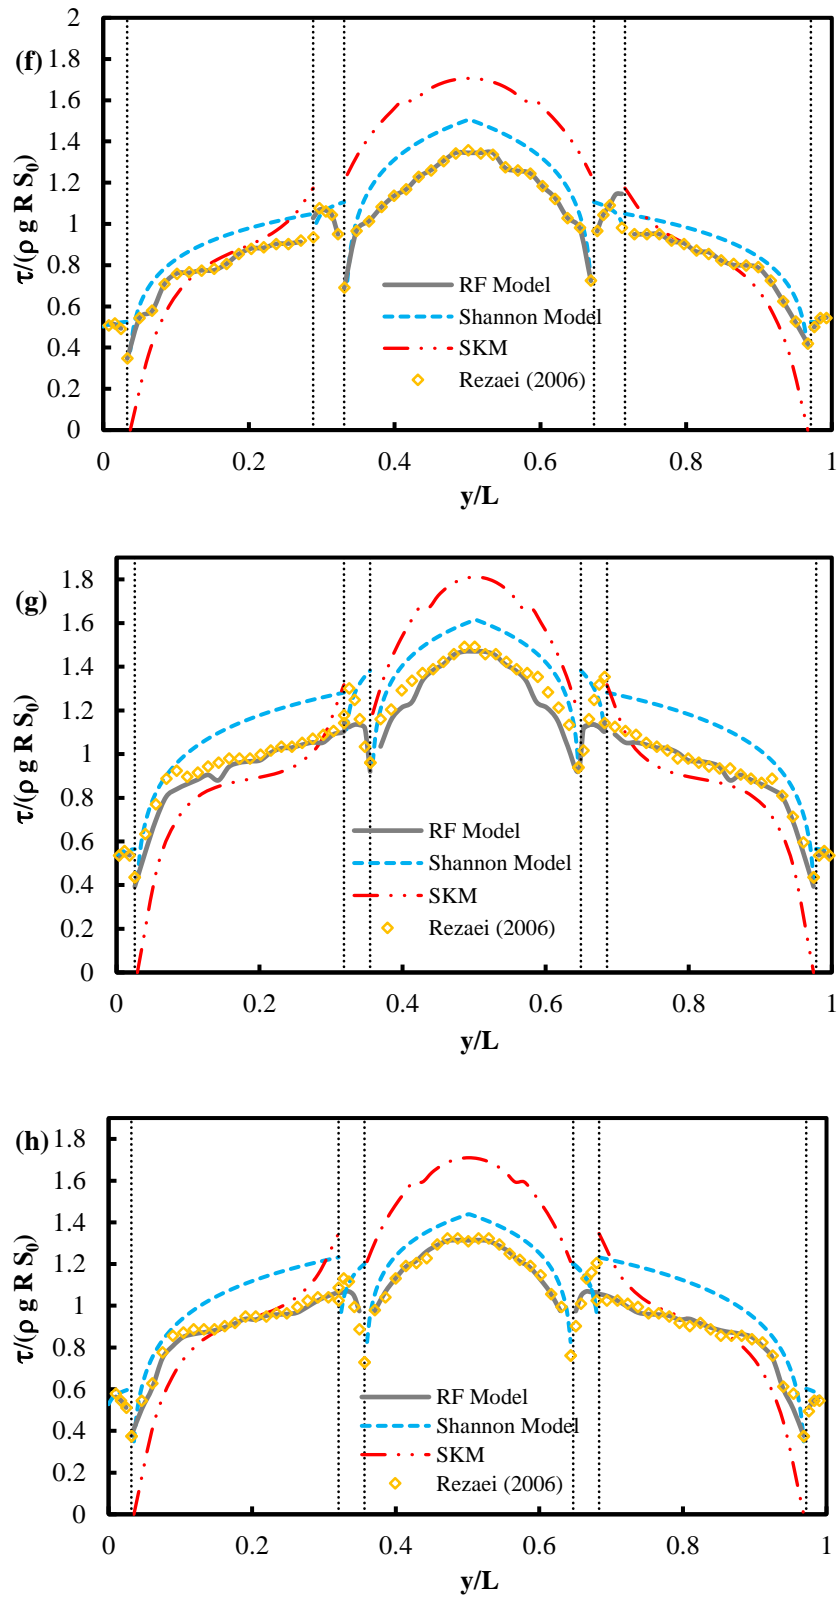 (f)
2
1.8
1.6
1.4
1.2
1
0.8
0.6
0.4
0.2
0
τ/(ρ g R S₀)
RF Model
Shannon Model
SKM
Rezaei (2006)
0 0.2 0.4 0.6 0.8 1
y/L
(g)
1.8
1.6
1.4
1.2
1
0.8
0.6
0.4
0.2
0
τ/(ρ g R S₀)
RF Model
Shannon Model
SKM
Rezaei (2006)
0 0.2 0.4 0.6 0.8 1
y/L
(h)
1.8
1.6
1.4
1.2
1
0.8
0.6
0.4
0.2
0
τ/(ρ g R S₀)
RF Model
Shannon Model
SKM
Rezaei (2006)
0 0.2 0.4 0.6 0.8 1
y/L